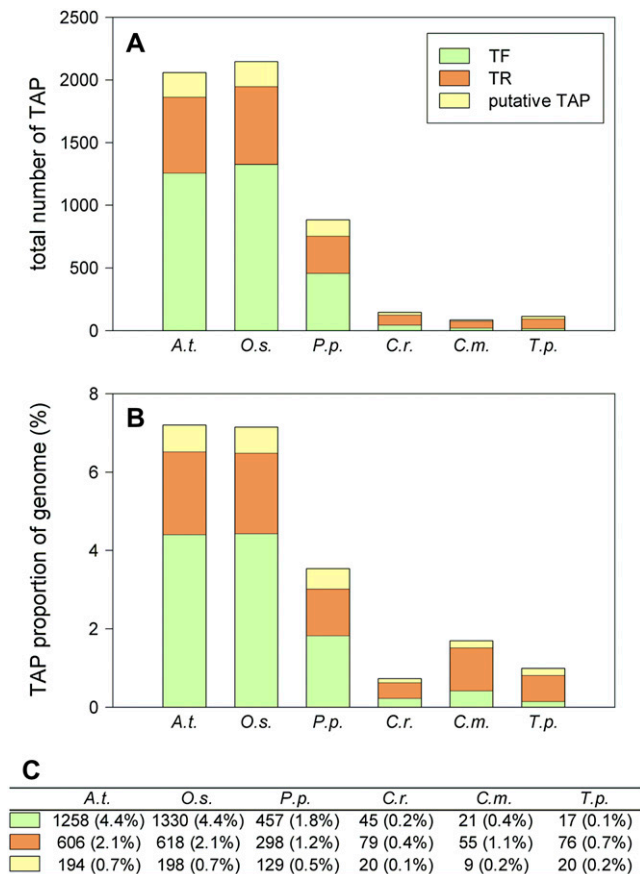 A
TF
TR
putative TAP
total number of TAP
2500
2000
1500
1000
500
0
A.t. O.s. P.p. C.r. C.m. T.p.
B
TAP proportion of genome (%)
8
6
4
2
0
A.t. O.s. P.p. C.r. C.m. T.p.
C
A.t. O.s. P.p. C.r. C.m. T.p.
1258 (4.4%) 1330 (4.4%) 457 (1.8%) 45 (0.2%) 21 (0.4%) 17 (0.1%)
606 (2.1%) 618 (2.1%) 298 (1.2%) 79 (0.4%) 55 (1.1%) 76 (0.7%)
194 (0.7%) 198 (0.7%) 129 (0.5%) 20 (0.1%) 9 (0.2%) 20 (0.2%)